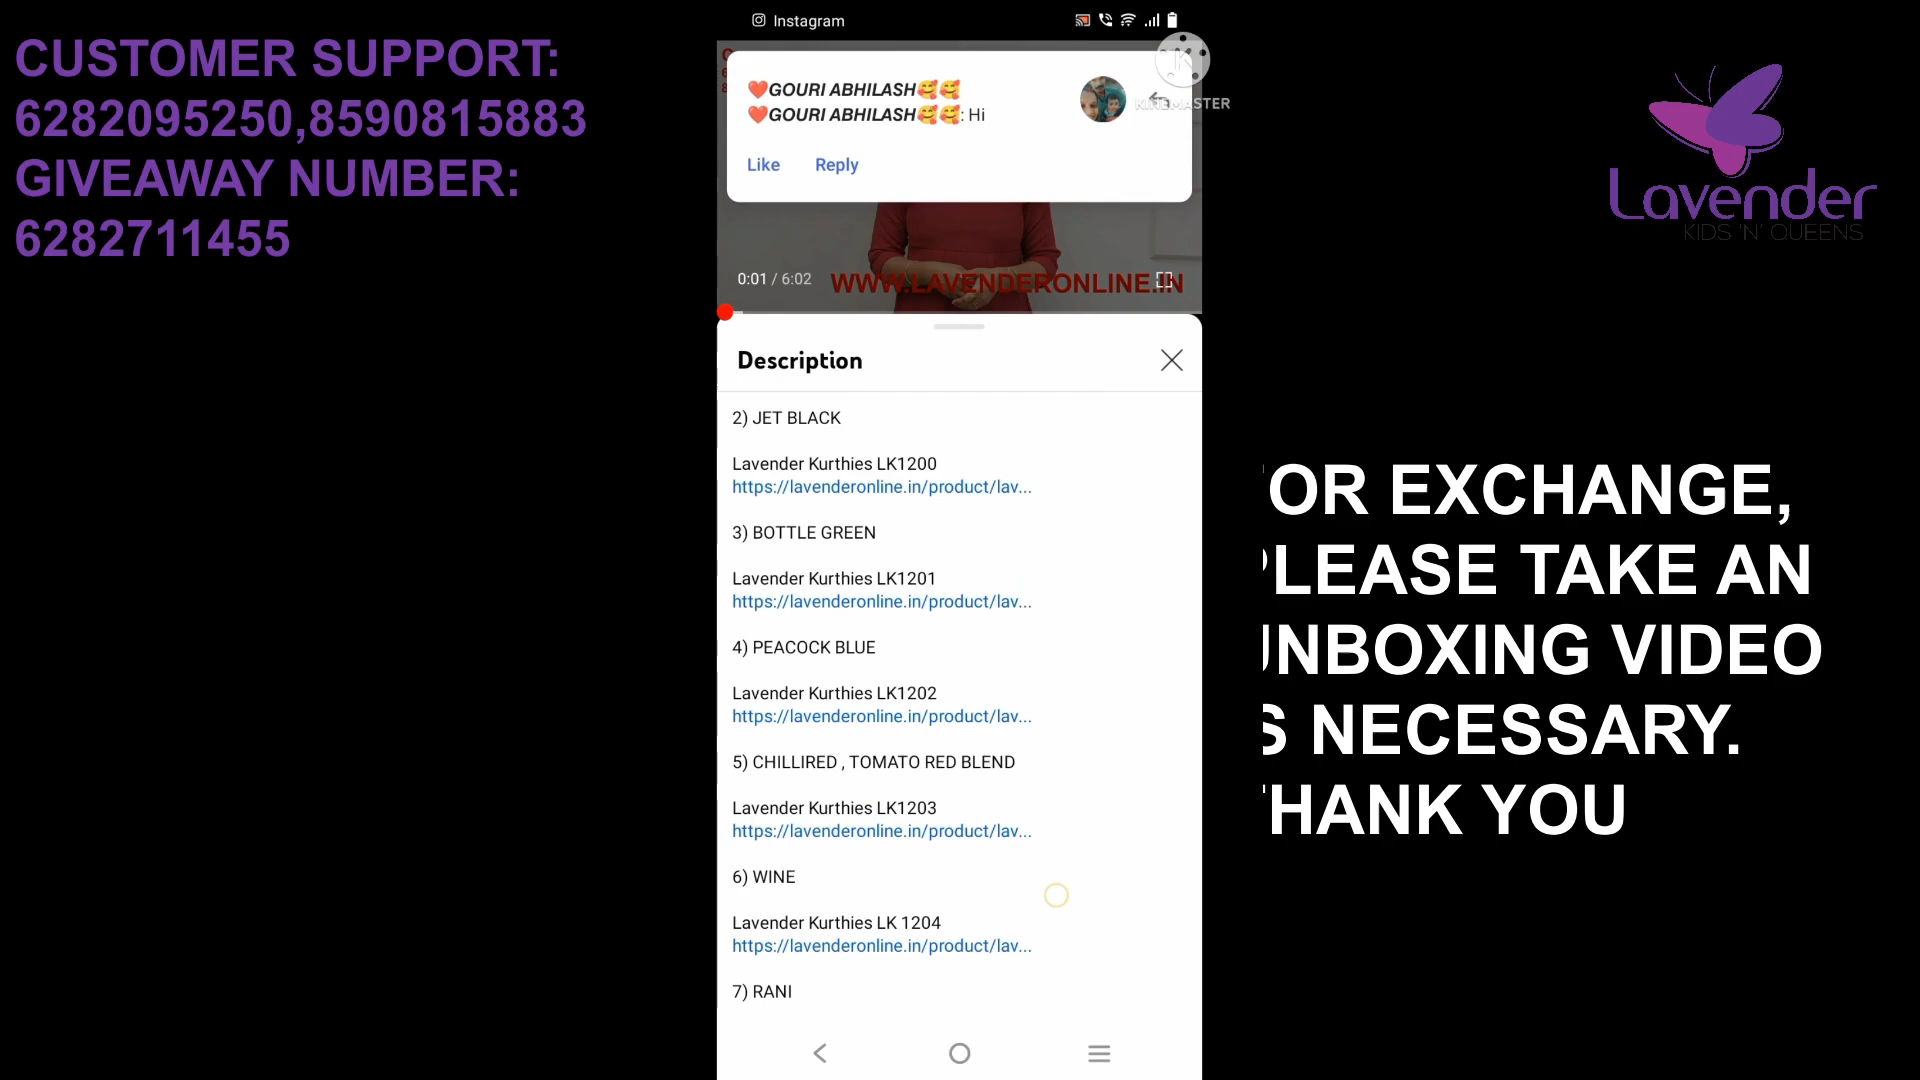 CUSTOMER SUPPORT:
6282095250,8590815883
GIVEAWAY NUMBER:
6282711455
Instagram
❤️GOURI ABHILASH🥰🥰
❤️GOURI ABHILASH🥰🥰: Hi
Like Reply
KINEMASTER
0:01 / 6:02
WWW.LAVENDERONLINE.IN
Description
2) JET BLACK
Lavender Kurthies LK1200
https://lavenderonline.in/product/lav...
3) BOTTLE GREEN
Lavender Kurthies LK1201
https://lavenderonline.in/product/lav...
4) PEACOCK BLUE
Lavender Kurthies LK1202
https://lavenderonline.in/product/lav...
5) CHILLIRED , TOMATO RED BLEND
Lavender Kurthies LK1203
https://lavenderonline.in/product/lav...
6) WINE
Lavender Kurthies LK 1204
https://lavenderonline.in/product/lav...
7) RANI
Lavender
KIDS 'N' QUEENS
OR EXCHANGE,
PLEASE TAKE AN
UNBOXING VIDEO
S NECESSARY.
THANK YOU